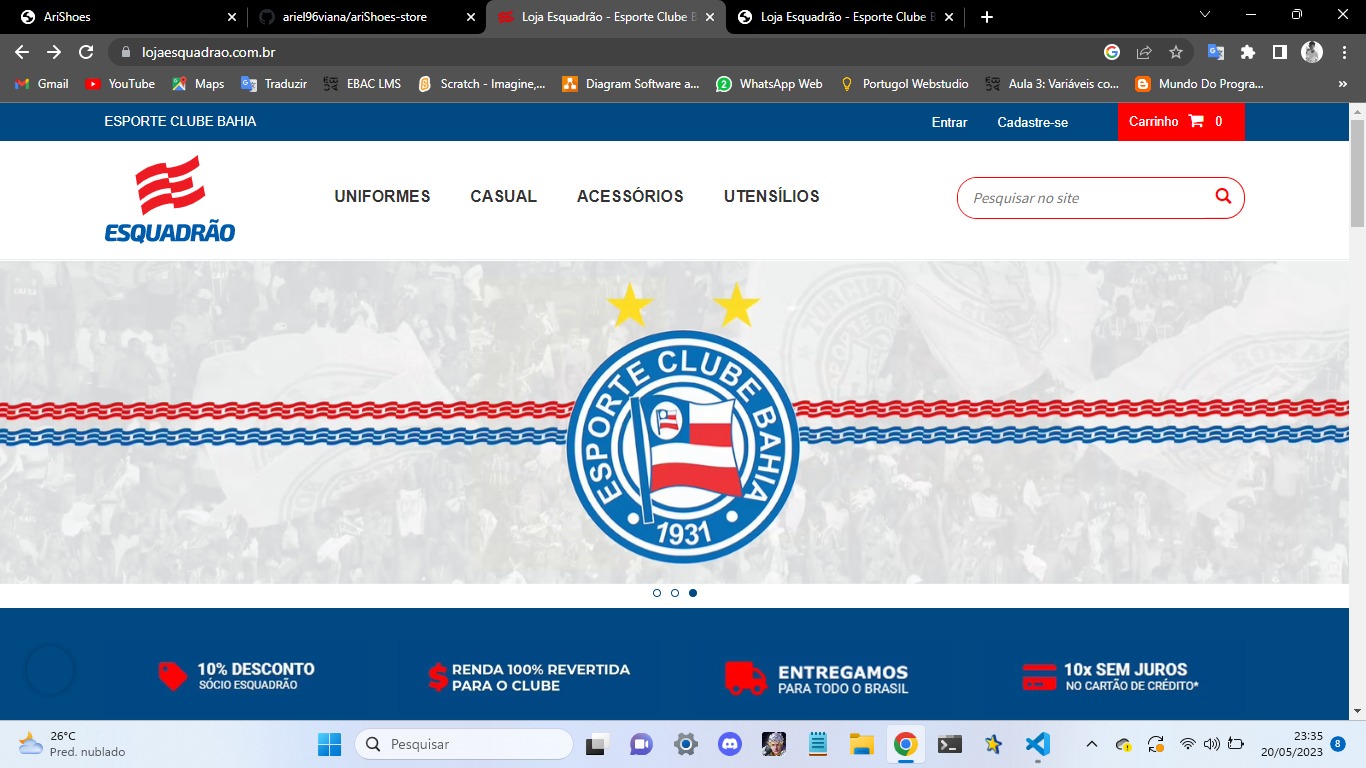 AriShoes
ariel96viana/ariShoes-store
Loja Esquadrão - Esporte Clube B
Loja Esquadrão - Esporte Clube B
lojaesquadrao.com.br
Gmail
YouTube
Maps
Traduzir
EBAC LMS
Scratch - Imagine,...
Diagram Software a...
WhatsApp Web
Portugol Webstudio
Aula 3: Variáveis co...
Mundo Do Progra...
»
ESPORTE CLUBE BAHIA
Entrar
Cadastre-se
Carrinho 0
ESQUADRÃO
UNIFORMES
CASUAL
ACESSÓRIOS
UTENSÍLIOS
Pesquisar no site
ESPORTE CLUBE BAHIA
1931
10% DESCONTO
SÓCIO ESQUADRÃO
RENDA 100% REVERTIDA
PARA O CLUBE
ENTREGAMOS
PARA TODO O BRASIL
10x SEM JUROS
NO CARTÃO DE CRÉDITO*
26°C
Pred. nublado
Pesquisar
23:35
20/05/2023
8